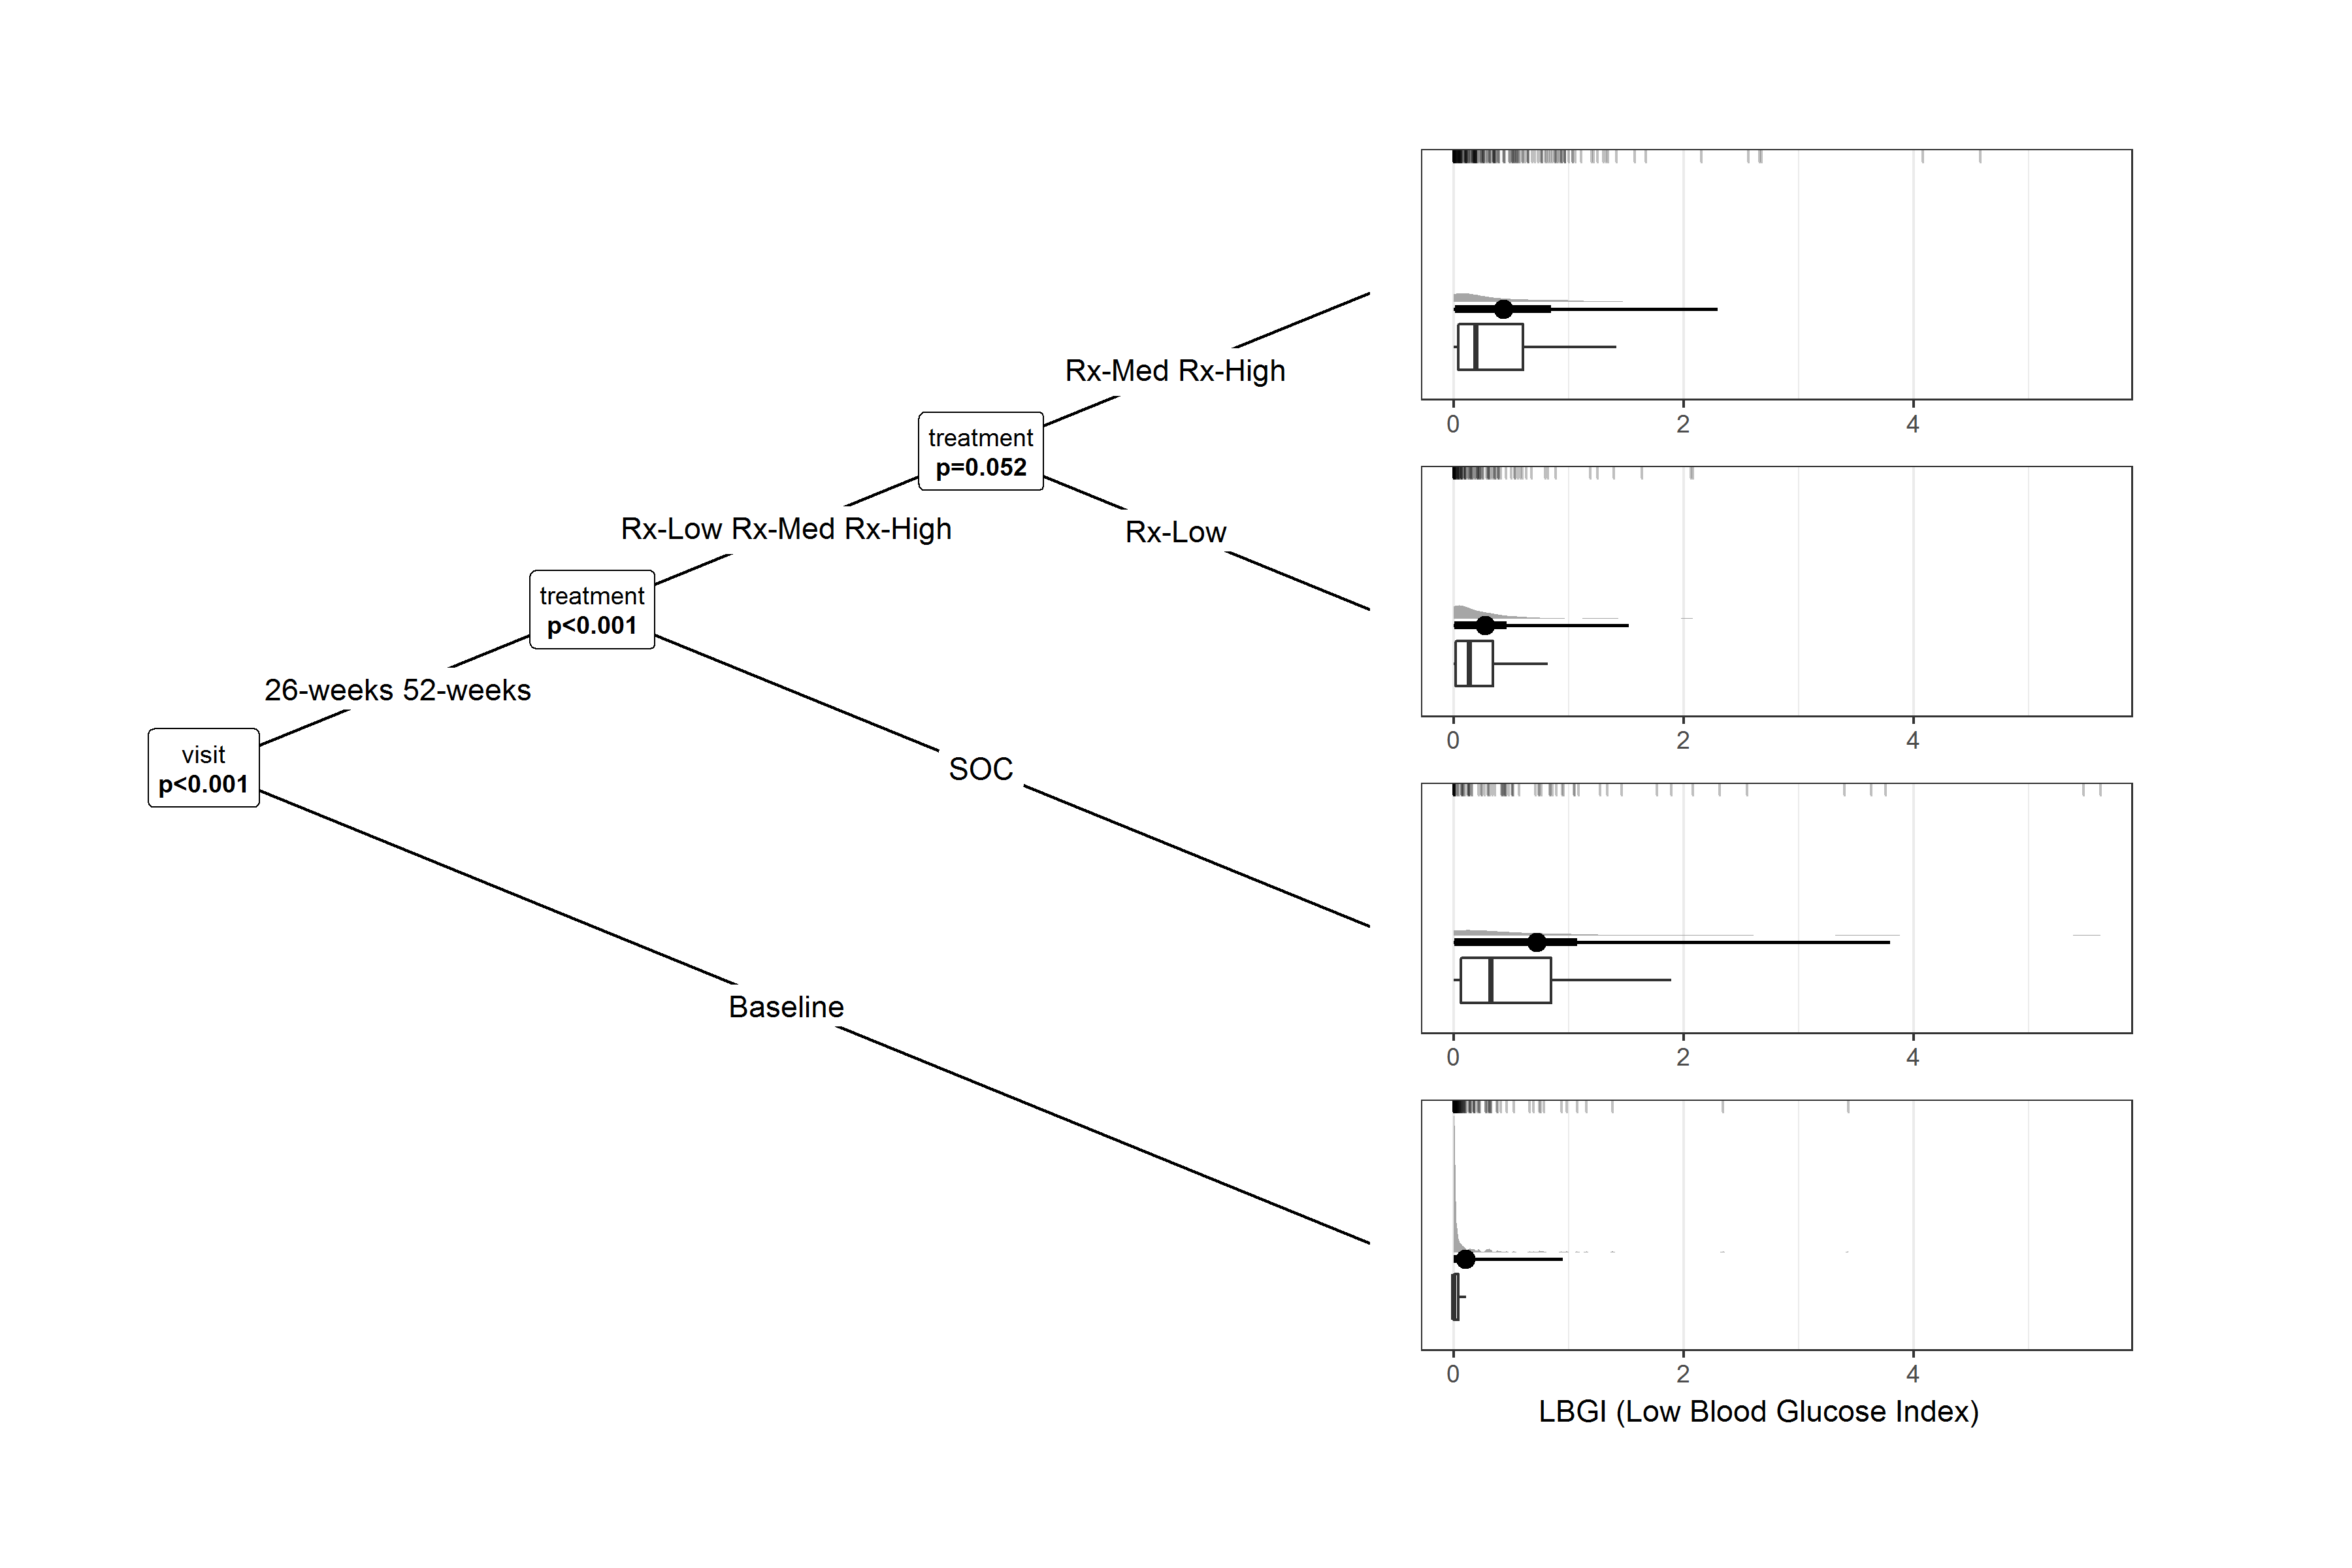 0 2 4
Rx-Med Rx-High
treatment
p=0.052
Rx-Low Rx-Med Rx-High
Rx-Low
treatment
p<0.001
26-weeks 52-weeks
0 2 4
visit
p<0.001
SOC
Baseline
0 2 4
0 2 4
LBGI (Low Blood Glucose Index)